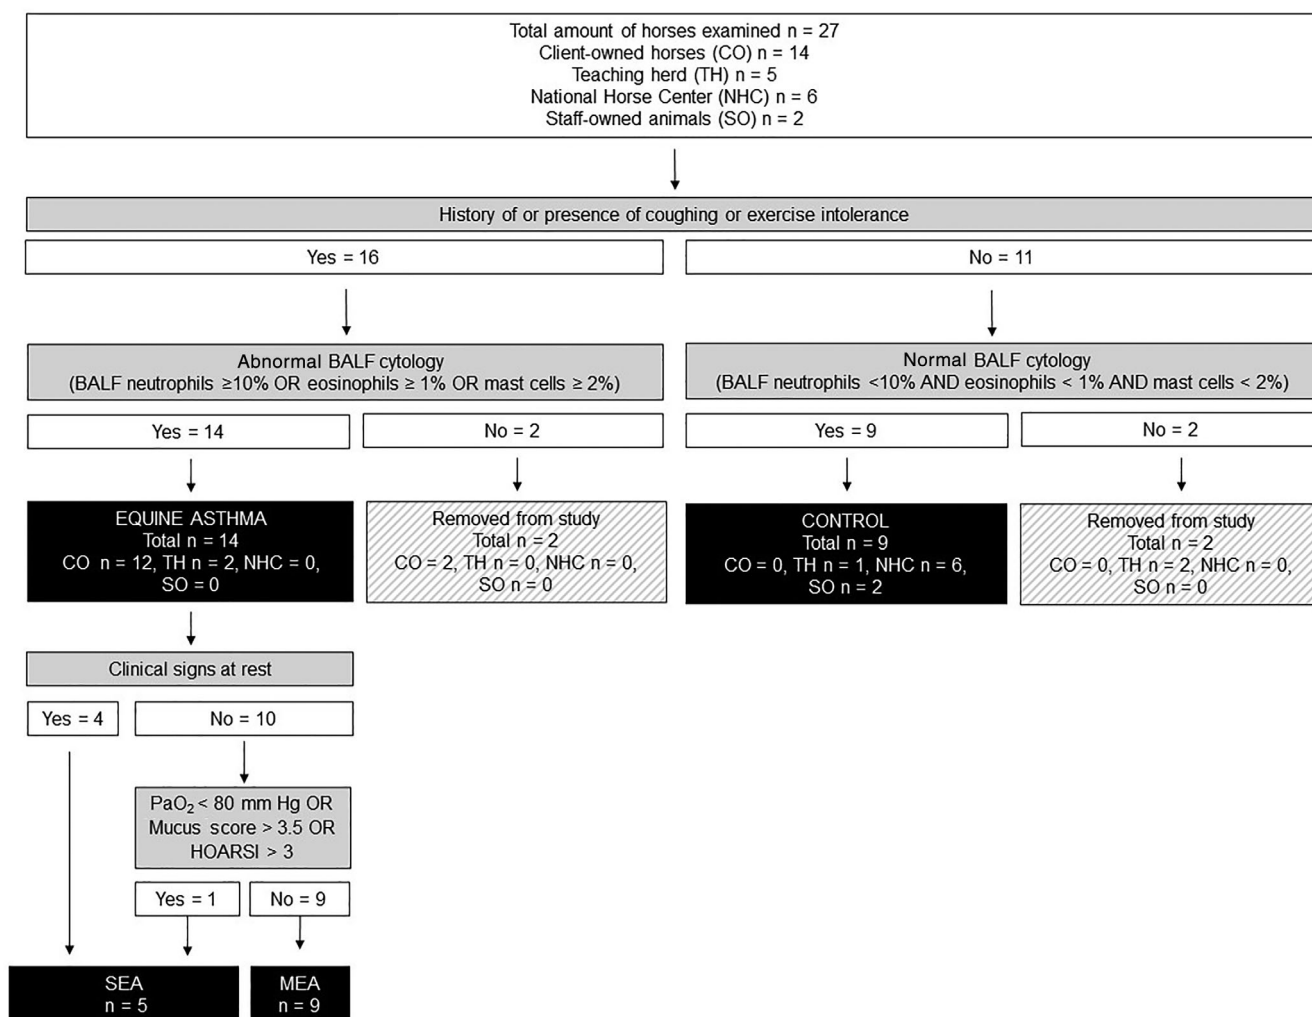 Total amount of horses examined n = 27
Client-owned horses (CO) n = 14
Teaching herd (TH) n = 5
National Horse Center (NHC) n = 6
Staff-owned animals (SO) n = 2
History of or presence of coughing or exercise intolerance
Yes = 16
No = 11
Abnormal BALF cytology
(BALF neutrophils ≥10% OR eosinophils ≥ 1% OR mast cells ≥ 2%)
Normal BALF cytology
(BALF neutrophils <10% AND eosinophils < 1% AND mast cells < 2%)
Yes = 14
No = 2
Yes = 9
No = 2
EQUINE ASTHMA
Total n = 14
CO n = 12, TH n = 2, NHC = 0,
SO = 0
Removed from study
Total n = 2
CO = 2, TH n = 0, NHC n = 0,
SO n = 0
CONTROL
Total n = 9
CO = 0, TH n = 1, NHC n = 6,
SO n = 2
Removed from study
Total n = 2
CO = 0, TH n = 2, NHC n = 0,
SO n = 0
Clinical signs at rest
Yes = 4
No = 10
PaO₂ < 80 mm Hg OR
Mucus score > 3.5 OR
HOARSI > 3
Yes = 1
No = 9
SEA
n = 5
MEA
n = 9